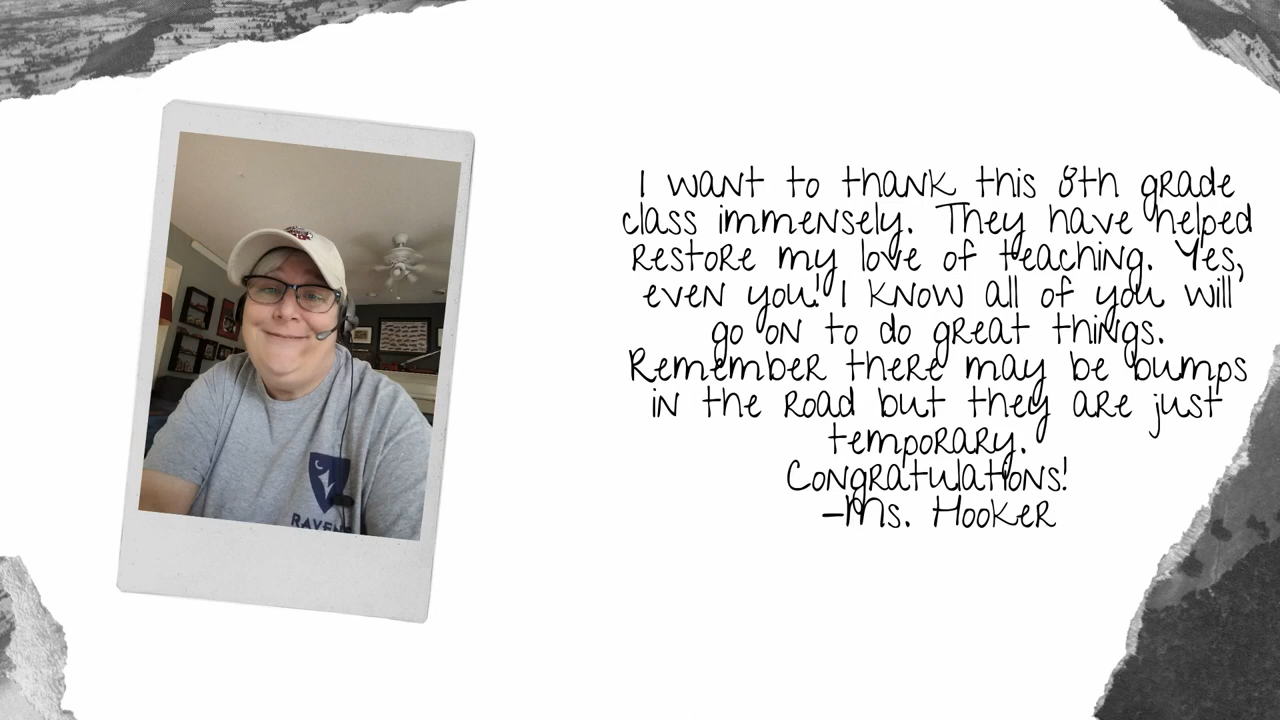 I want to thank this 8th grade
class immensely. They have helped
restore my love of teaching. Yes,
even you! I know all of you will
go on to do great things.
Remember there may be bumps
in the road but they are just
temporary.
Congratulations!
-Ms. Hooker
RAVENS